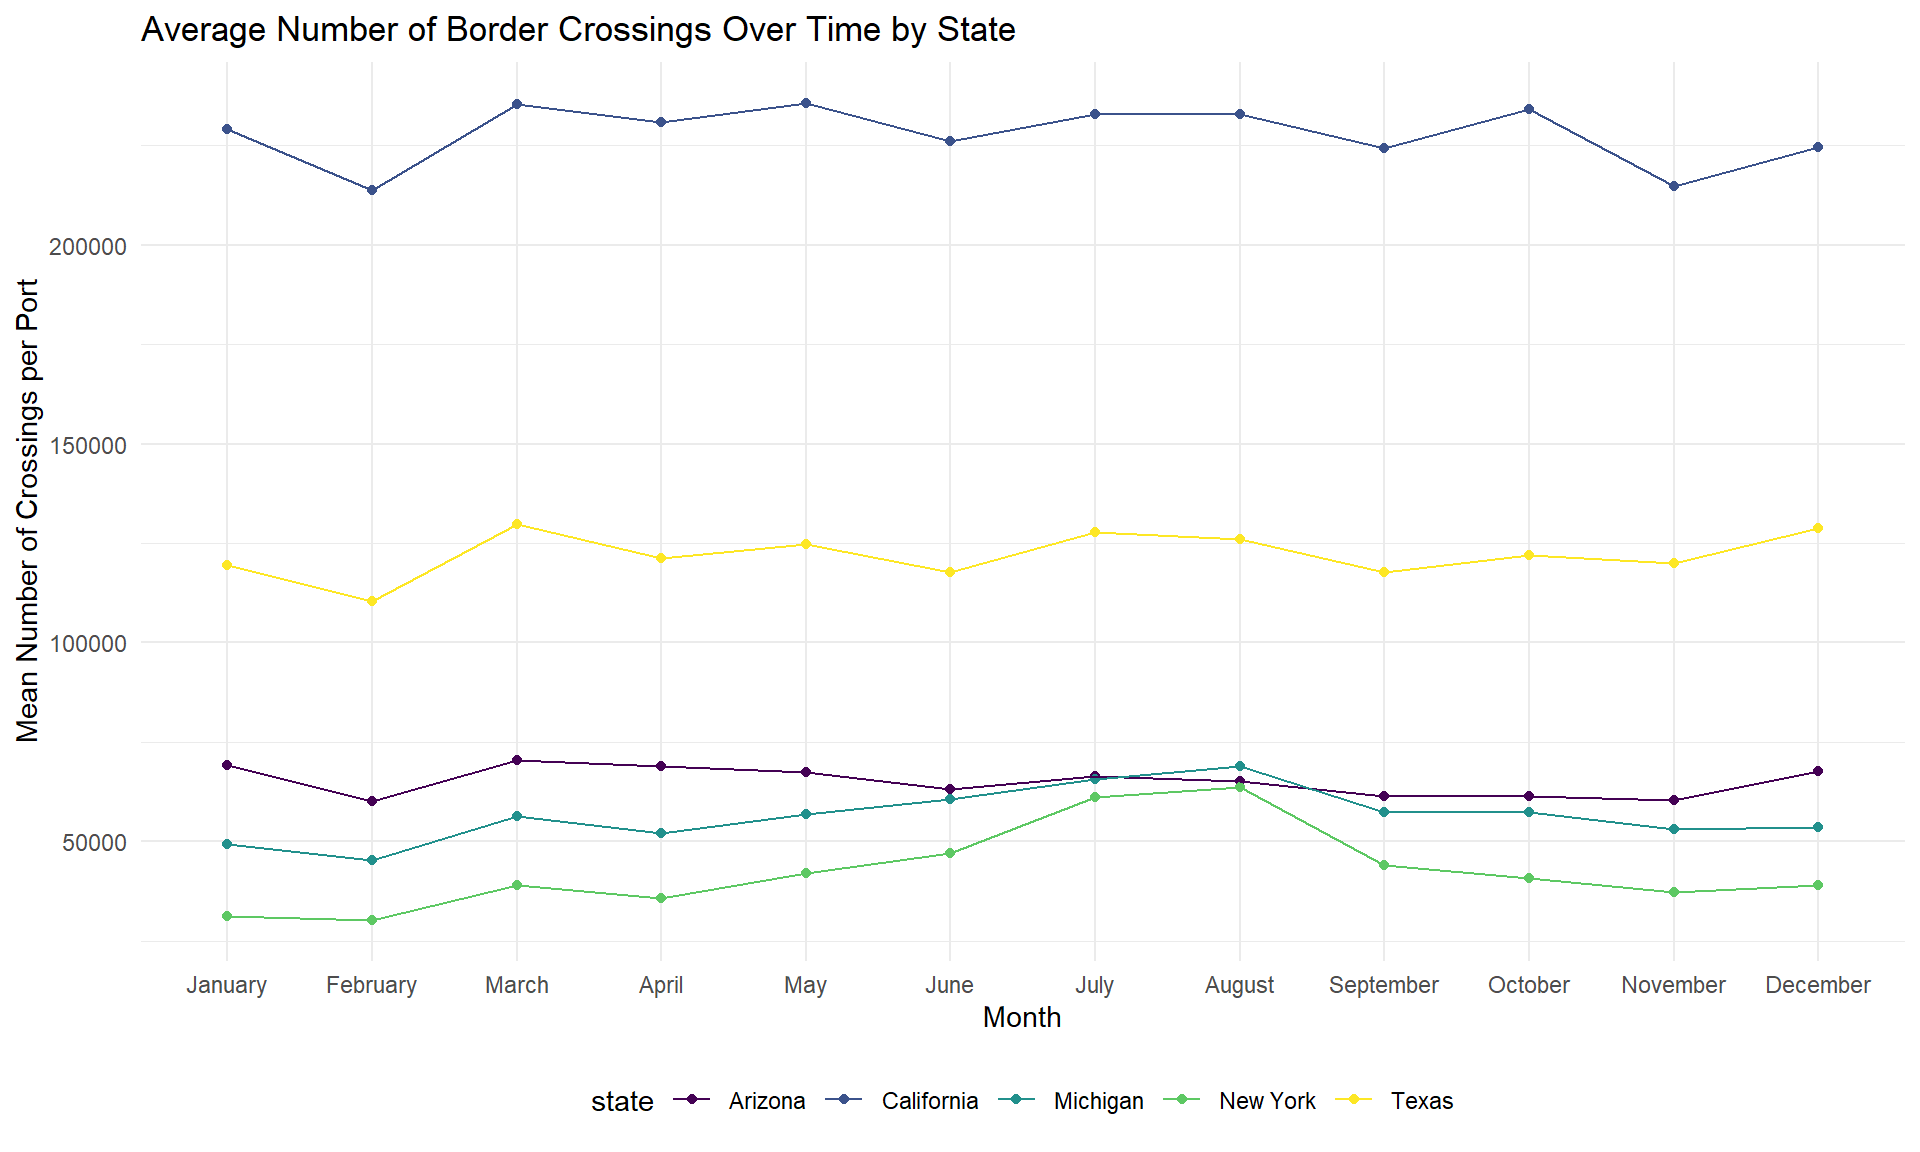 Average Number of Border Crossings Over Time by State
Mean Number of Crossings per Port
200000
150000
100000
50000
January February March April May June July August September October November December
Month
state Arizona California Michigan New York Texas